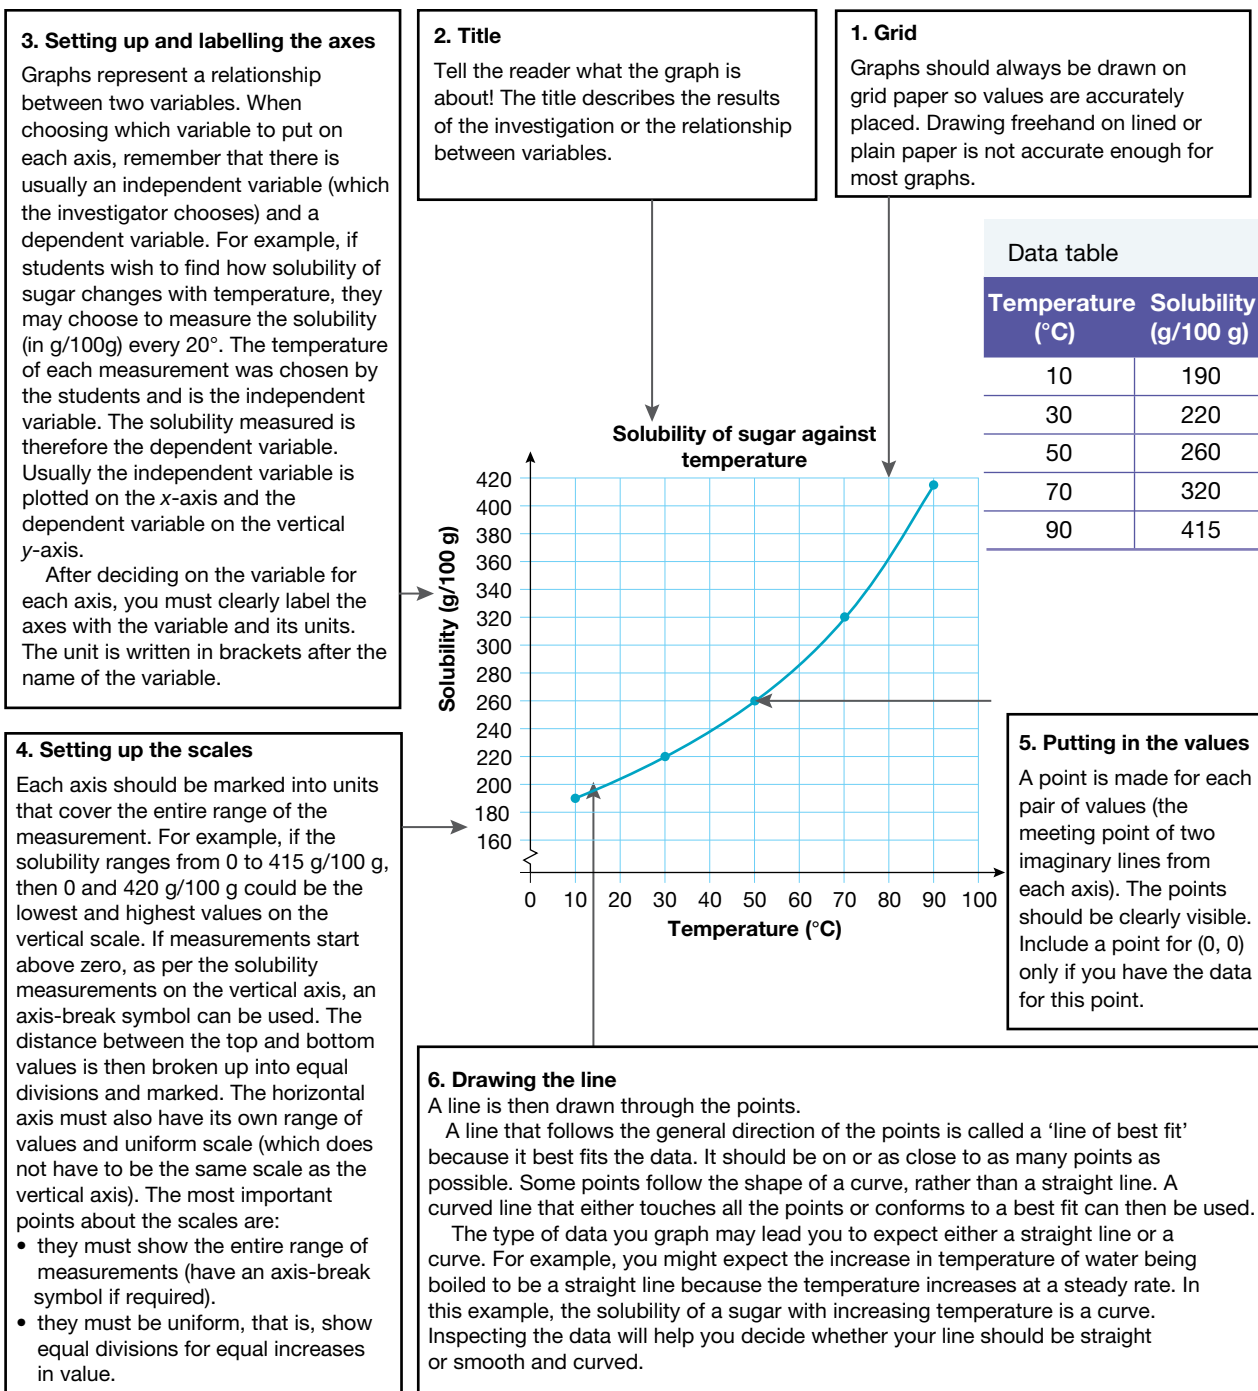 3. Setting up and labelling the axes
Graphs represent a relationship
between two variables. When
choosing which variable to put on
each axis, remember that there is
usually an independent variable (which
the investigator chooses) and a
dependent variable. For example, if
students wish to find how solubility of
sugar changes with temperature, they
may choose to measure the solubility
(in g/100g) every 20°. The temperature
of each measurement was chosen by
the students and is the independent
variable. The solubility measured is
therefore the dependent variable.
Usually the independent variable is
plotted on the x-axis and the
dependent variable on the vertical
y-axis.
After deciding on the variable for
each axis, you must clearly label the
axes with the variable and its units.
The unit is written in brackets after the
name of the variable.
2. Title
Tell the reader what the graph is
about! The title describes the results
of the investigation or the relationship
between variables.
1. Grid
Graphs should always be drawn on
grid paper so values are accurately
placed. Drawing freehand on lined or
plain paper is not accurate enough for
most graphs.
Data table
Temperature (°C) Solubility (g/100 g)
10 190
30 220
50 260
70 320
90 415
Solubility of sugar against
temperature
Solubility (g/100 g)
420
400
380
360
340
320
300
280
260
240
220
200
180
160
0 10 20 30 40 50 60 70 80 90 100
Temperature (°C)
4. Setting up the scales
Each axis should be marked into units
that cover the entire range of the
measurement. For example, if the
solubility ranges from 0 to 415 g/100 g,
then 0 and 420 g/100 g could be the
lowest and highest values on the
vertical scale. If measurements start
above zero, as per the solubility
measurements on the vertical axis, an
axis-break symbol can be used. The
distance between the top and bottom
values is then broken up into equal
divisions and marked. The horizontal
axis must also have its own range of
values and uniform scale (which does
not have to be the same scale as the
vertical axis). The most important
points about the scales are:
• they must show the entire range of
measurements (have an axis-break
symbol if required).
• they must be uniform, that is, show
equal divisions for equal increases
in value.
5. Putting in the values
A point is made for each
pair of values (the
meeting point of two
imaginary lines from
each axis). The points
should be clearly visible.
Include a point for (0, 0)
only if you have the data
for this point.
6. Drawing the line
A line is then drawn through the points.
A line that follows the general direction of the points is called a ‘line of best fit’
because it best fits the data. It should be on or as close to as many points as
possible. Some points follow the shape of a curve, rather than a straight line. A
curved line that either touches all the points or conforms to a best fit can then be used.
The type of data you graph may lead you to expect either a straight line or a
curve. For example, you might expect the increase in temperature of water being
boiled to be a straight line because the temperature increases at a steady rate. In
this example, the solubility of a sugar with increasing temperature is a curve.
Inspecting the data will help you decide whether your line should be straight
or smooth and curved.